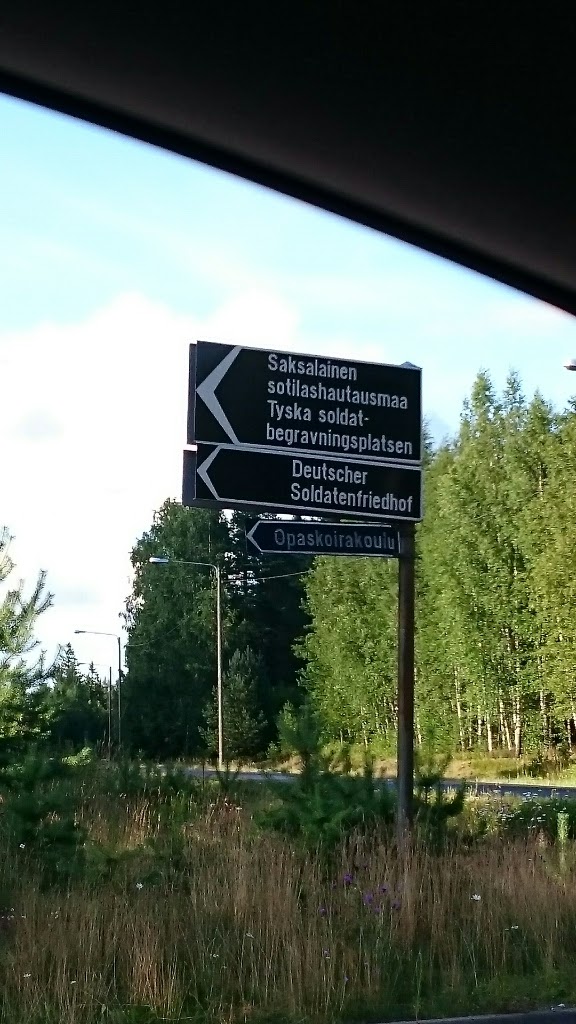 Saksalainen
sotilashautausmaa
Tyska soldat-
begravningsplatsen
Deutscher
Soldatenfriedhof
Opaskoirakoulu